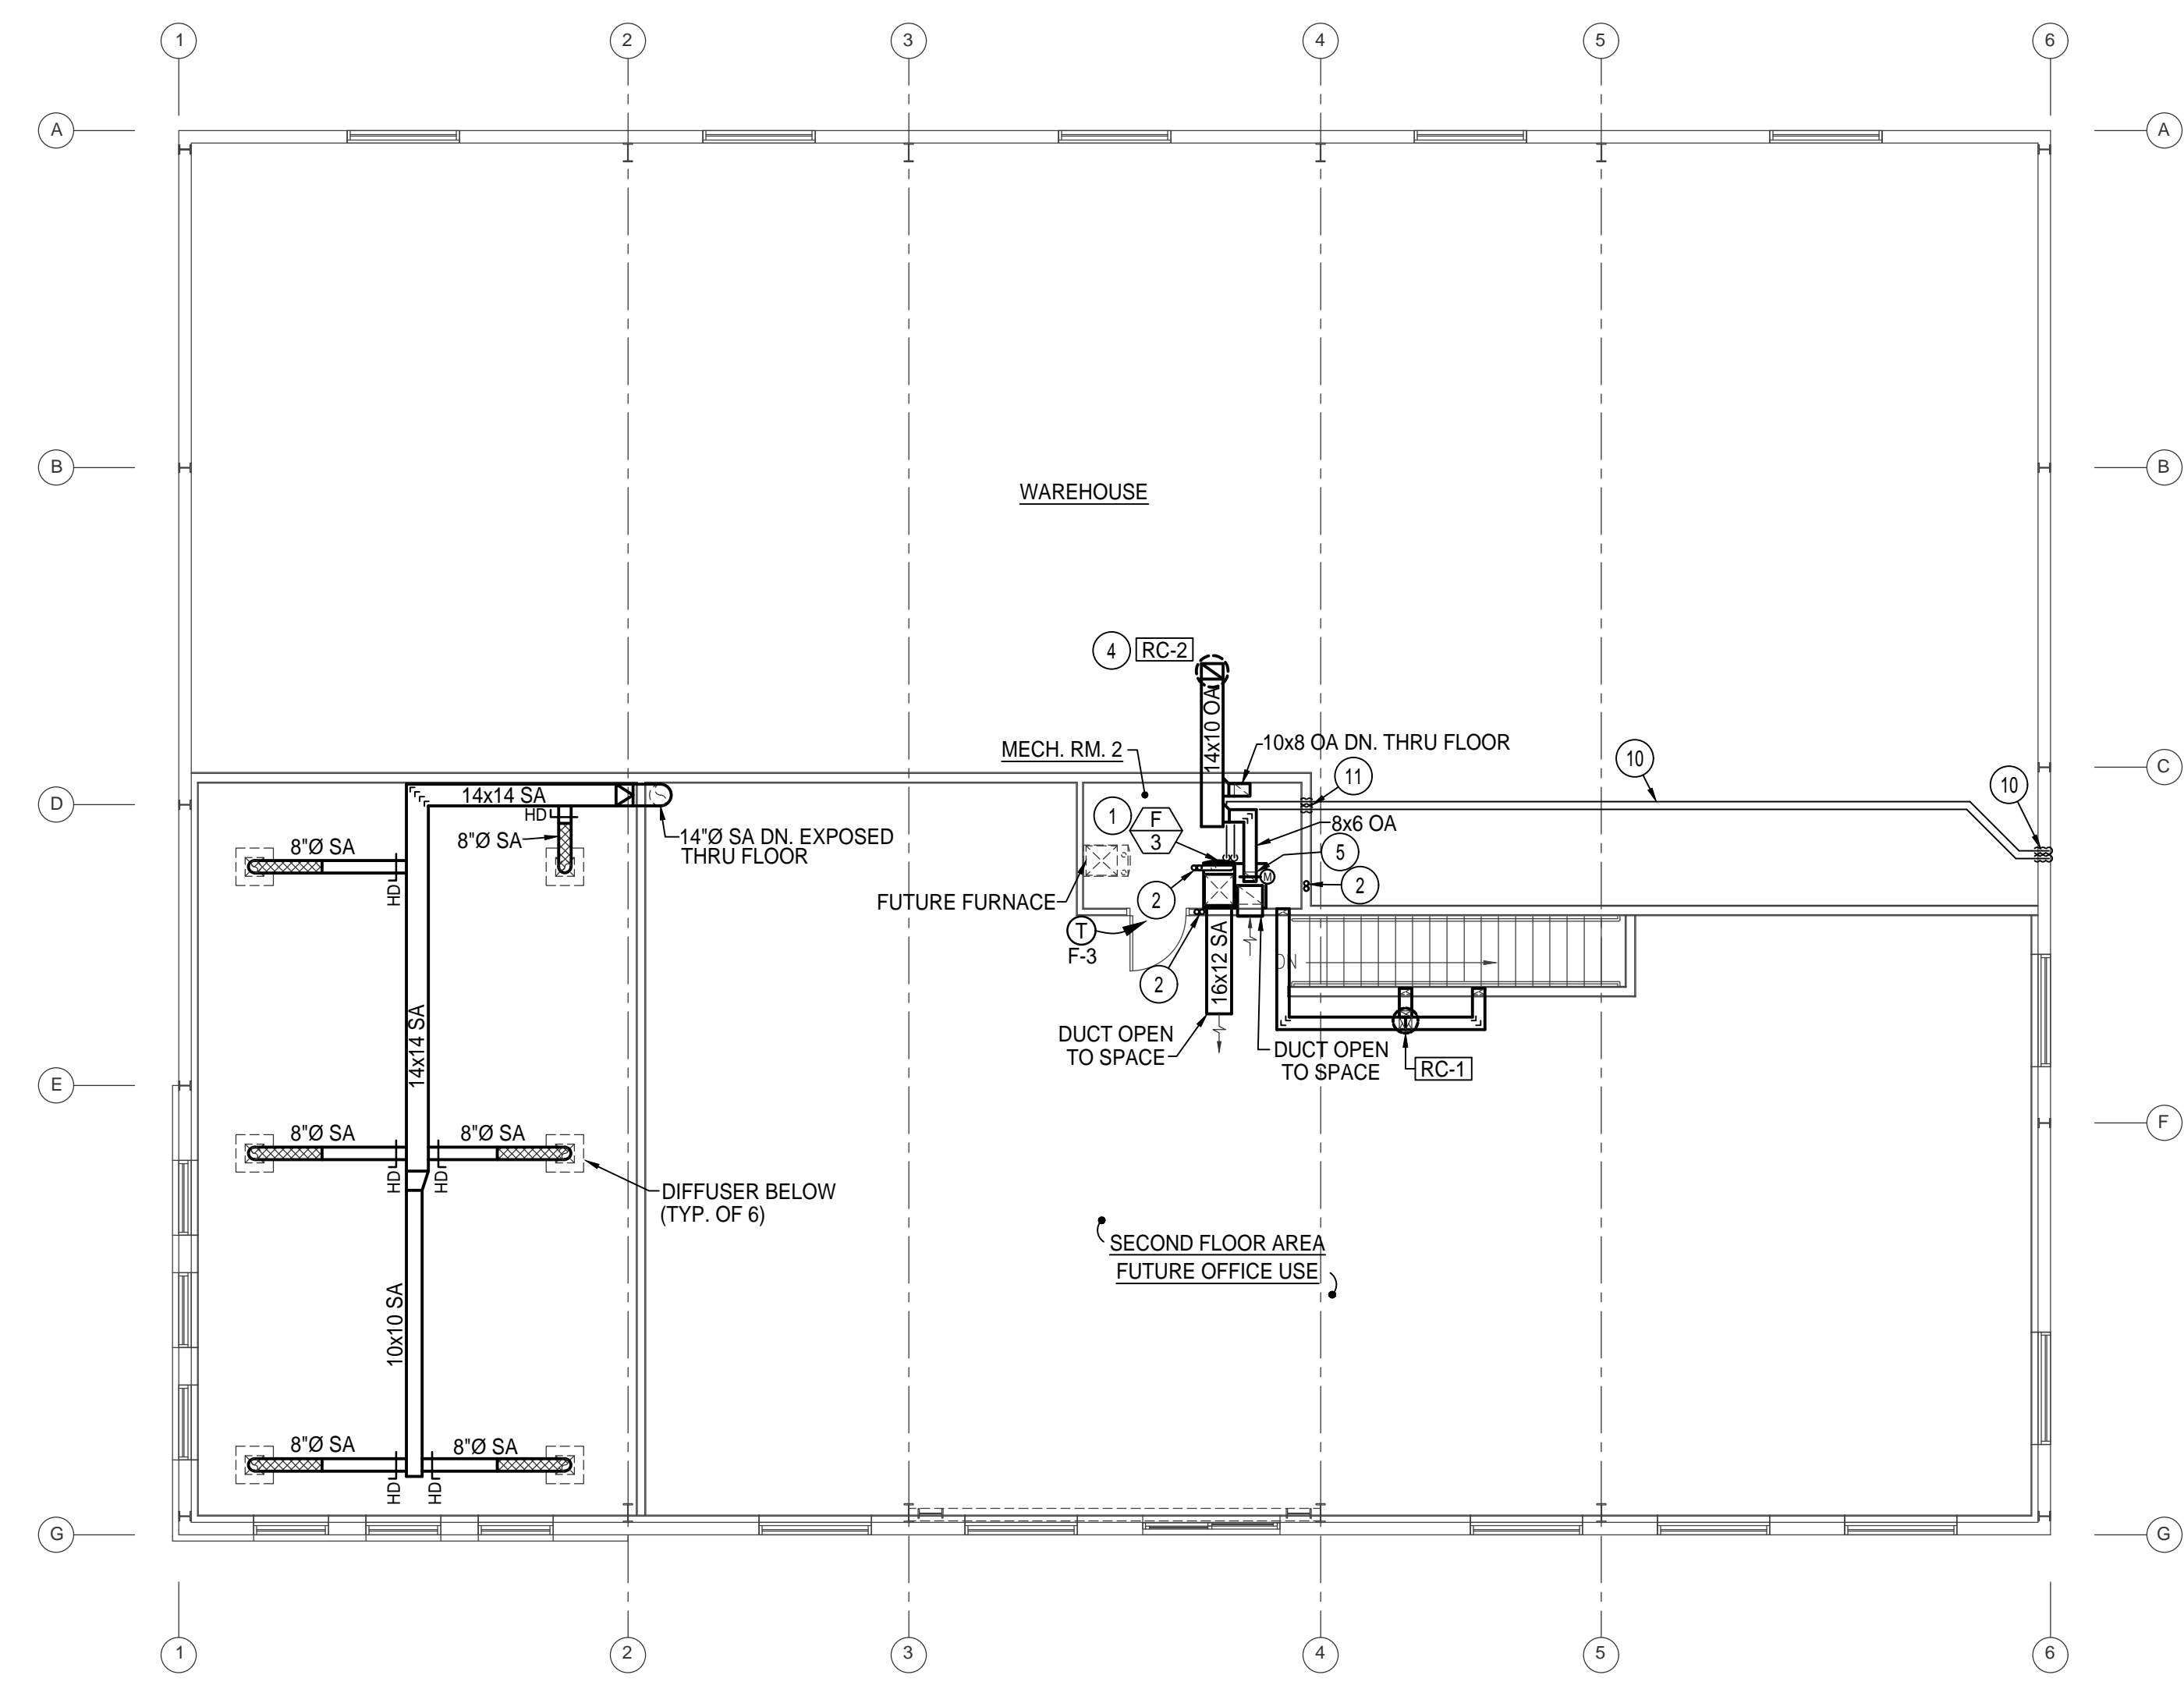 1
2
3
4
5
6
A
A
B
B
WAREHOUSE
4
RC-2
14x10 OA
MECH. RM. 2
10x8 OA DN. THRU FLOOR
10
11
10
C
D
14x14 SA
HD
8"Ø SA
8"Ø SA
HD
14"Ø SA DN. EXPOSED
THRU FLOOR
1
F
3
8x6 OA
5
M
2
2
FUTURE FURNACE
T
F-3
2
16x12 SA
DN
DUCT OPEN
TO SPACE
DUCT OPEN
TO SPACE
RC-1
14x14 SA
E
F
8"Ø SA
8"Ø SA
HD
HD
DIFFUSER BELOW
(TYP. OF 6)
SECOND FLOOR AREA
FUTURE OFFICE USE
10x10 SA
8"Ø SA
8"Ø SA
HD
HD
G
G
1
2
3
4
5
6